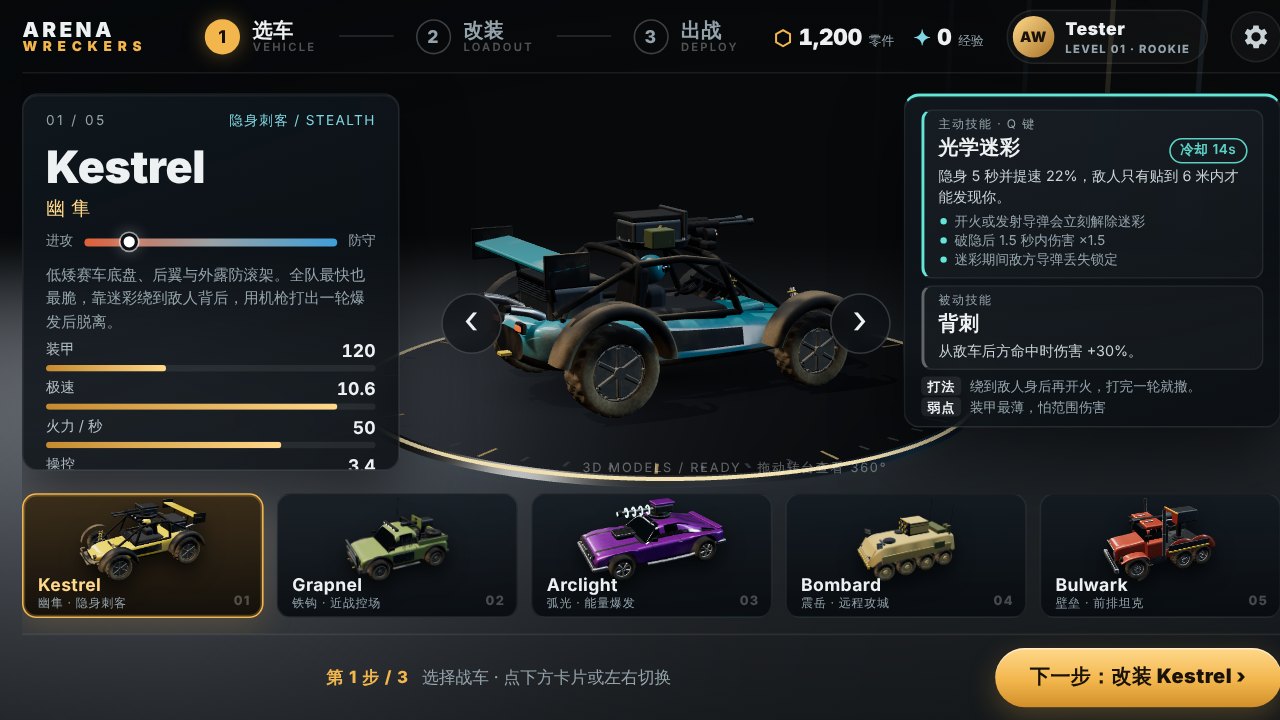 ARENA
WRECKERS
1 选车 VEHICLE
2 改装 LOADOUT
3 出战 DEPLOY
1,200 零件
0 经验
AW Tester
LEVEL 01 · ROOKIE
01 / 05 隐身刺客 / STEALTH
Kestrel
幽隼
进攻 防守
低矮赛车底盘、后翼与外露防滚架。全队最快也
最脆，靠迷彩绕到敌人背后，用机枪打出一轮爆
发后脱离。
装甲 120
极速 10.6
火力 / 秒 50
操控 3.4
‹ ›
3D MODELS / READY · 拖动转台查看 360°
主动技能 · Q 键
光学迷彩 冷却 14s
隐身 5 秒并提速 22%，敌人只有贴到 6 米内才
能发现你。
开火或发射导弹会立刻解除迷彩
破隐后 1.5 秒内伤害 ×1.5
迷彩期间敌方导弹丢失锁定
被动技能
背刺
从敌车后方命中时伤害 +30%。
打法 绕到敌人身后再开火，打完一轮就撤。
弱点 装甲最薄，怕范围伤害
Kestrel
幽隼 · 隐身刺客 01
Grapnel
铁钩 · 近战控场 02
Arclight
弧光 · 能量爆发 03
Bombard
震岳 · 远程攻城 04
Bulwark
壁垒 · 前排坦克 05
第 1 步 / 3 选择战车 · 点下方卡片或左右切换
下一步：改装 Kestrel ›